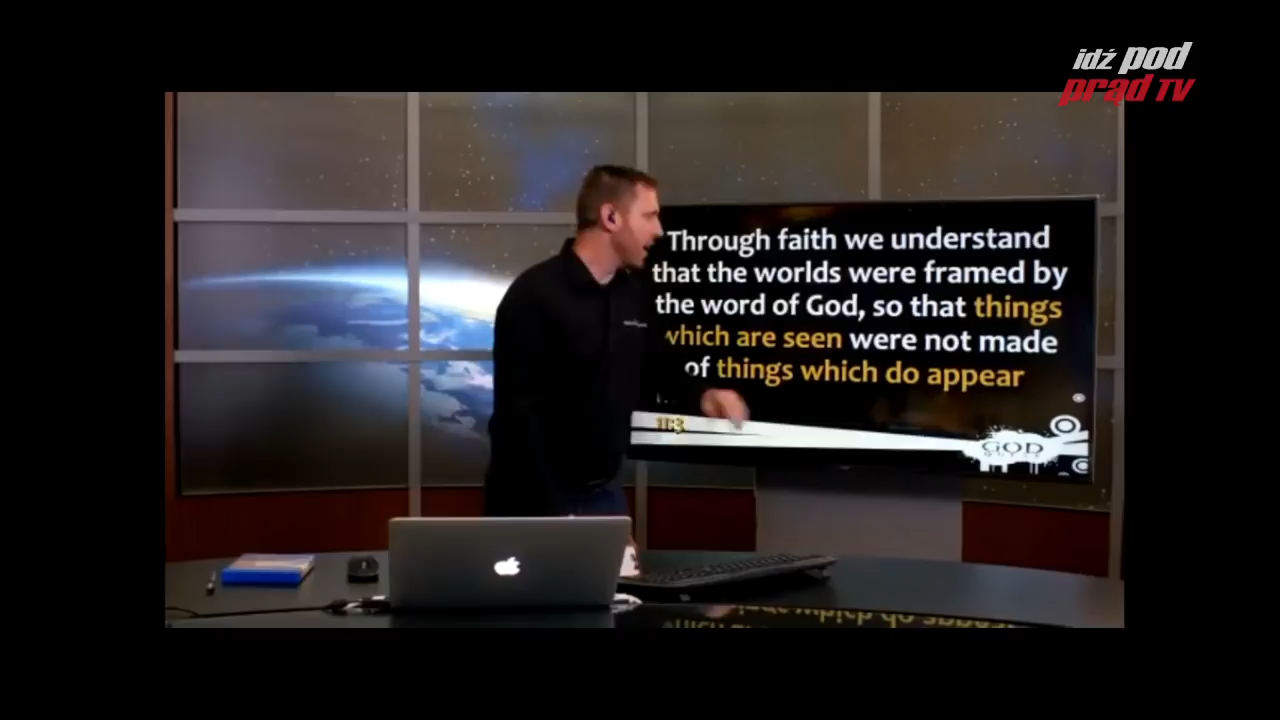 idź pod
prąd TV
Through faith we understand
that the worlds were framed by
the word of God, so that things
which are seen were not made
of things which do appear
11:3
GOD